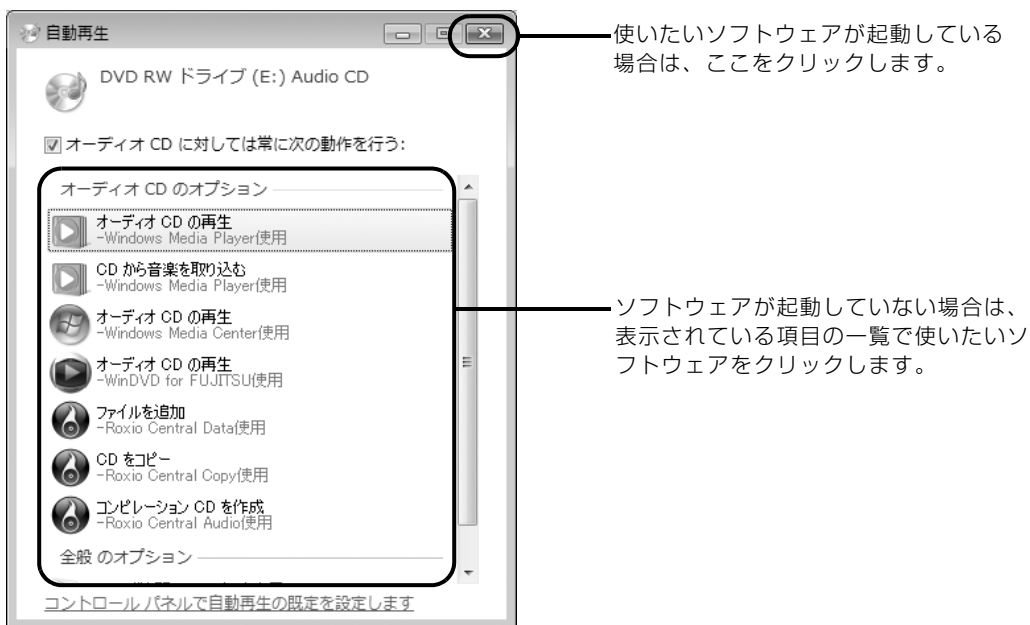 自動再生
使いたいソフトウェアが起動している
場合は、ここをクリックします。
DVD RW ドライブ (E:) Audio CD
オーディオ CD に対しては常に次の動作を行う:
オーディオ CD のオプション
オーディオ CD の再生
-Windows Media Player使用
CD から音楽を取り込む
-Windows Media Player使用
オーディオ CD の再生
-Windows Media Center使用
ソフトウェアが起動していない場合は、
表示されている項目の一覧で使いたいソ
フトウェアをクリックします。
オーディオ CD の再生
-WinDVD for FUJITSU使用
ファイルを追加
-Roxio Central Data使用
CD をコピー
-Roxio Central Copy使用
コンピレーション CD を作成
-Roxio Central Audio使用
全般 のオプション
コントロール パネルで自動再生の既定を設定します